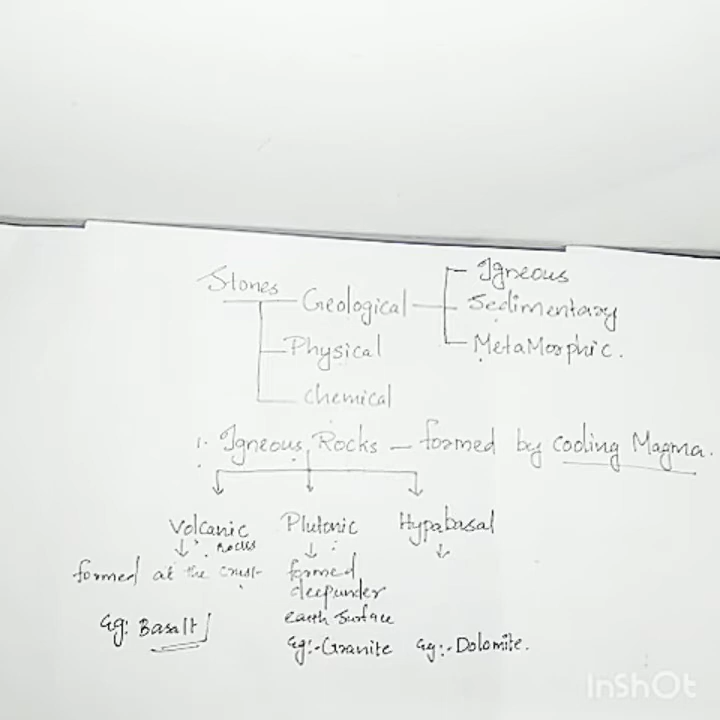 Stones
Geological
Igneous
Sedimentary
MetaMorphic.
Physical
chemical
1. Igneous Rocks – formed by cooling Magma.
Volcanic Rocks
formed at the crust
eg: Basalt
Plutonic
formed
deepunder
earth surface
eg:-Granite
Hypabasal
eg:-Dolomite.
InShOt